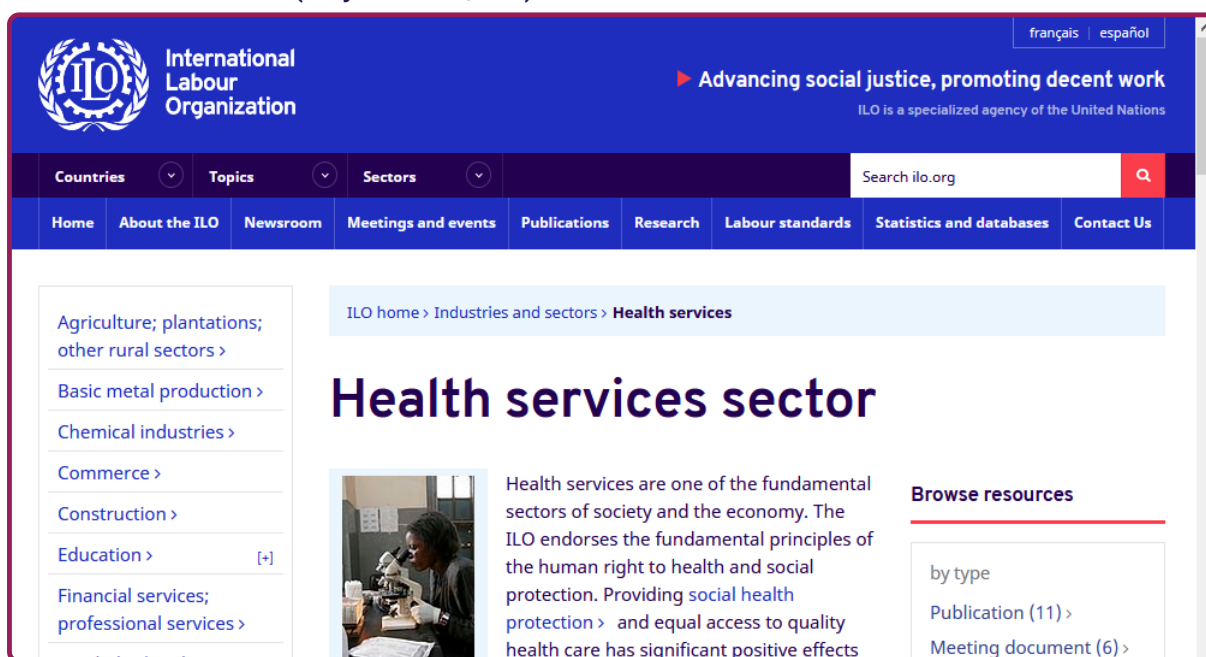 français | español
ILO
International
Labour
Organization
Advancing social justice, promoting decent work
ILO is a specialized agency of the United Nations
Countries Topics Sectors Search ilo.org
Home About the ILO Newsroom Meetings and events Publications Research Labour standards Statistics and databases Contact Us
Agriculture; plantations;
other rural sectors >
Basic metal production >
Chemical industries >
Commerce >
Construction >
Education > [+]
Financial services;
professional services >
ILO home > Industries and sectors > Health services
Health services sector
Health services are one of the fundamental
sectors of society and the economy. The
ILO endorses the fundamental principles of
the human right to health and social
protection. Providing social health
protection > and equal access to quality
health care has significant positive effects
Browse resources
by type
Publication (11) >
Meeting document (6) >